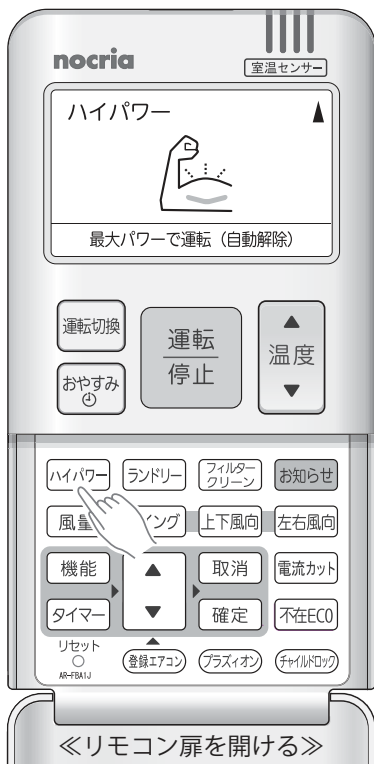 nocria
室温センサー
ハイパワー
最大パワーで運転（自動解除）
運転切換
運転
停止
温度
おやすみ
ハイパワー
ランドリー
フィルター
クリーン
お知らせ
風量
イング
上下風向
左右風向
機能
取消
電流カット
タイマー
確定
不在ECO
リセット
AR-FBA1J
登録エアコン
プラズィオン
チャイルドロック
≪リモコン扉を開ける≫